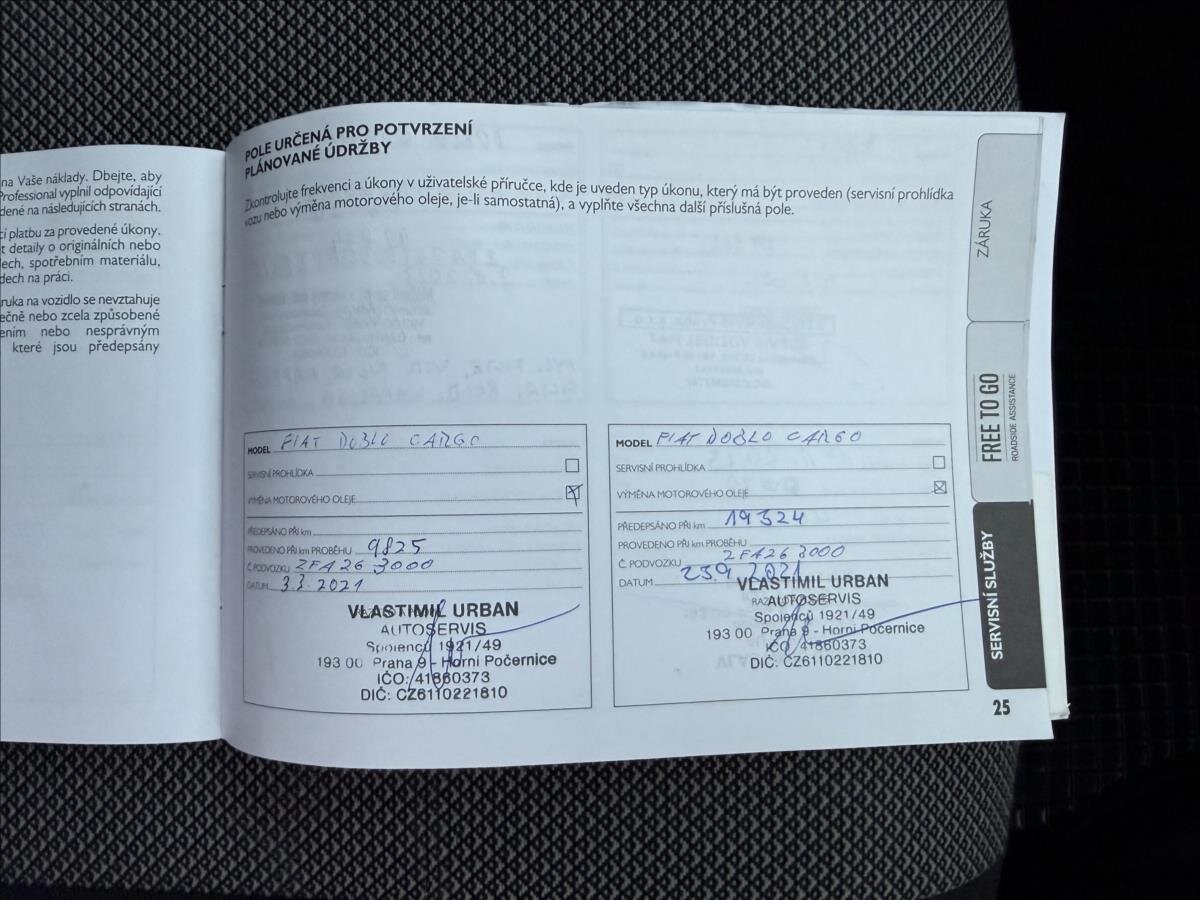 na Vaše náklady. Dbejte, aby
Professional vyplnil odpovídající
dené na následujících stranách.
cí platbu za provedené úkony.
t detaily o originálních nebo
lech, spotřebním materiálu,
dech na práci.
ruka na vozidlo se nevztahuje
ečně nebo zcela způsobené
ením nebo nesprávným
které jsou předepsány
POLE URČENÁ PRO POTVRZENÍ
PLÁNOVANÉ ÚDRŽBY
Zkontrolujte frekvenci a úkony v uživatelské příručce, kde je uveden typ úkonu, který má být proveden (servisní prohlídka
vozu nebo výměna motorového oleje, je-li samostatná), a vyplňte všechna další příslušná pole.
MODEL FIAT DOBLO CARGO
SERVISNÍ PROHLÍDKA
VÝMĚNA MOTOROVÉHO OLEJE
PŘEDEPSÁNO PŘI km
PROVEDENO PŘI km PROBĚHU 9825
Č. PODVOZKU ZFA263000
DATUM 3.3.2021
VLASTIMIL URBAN
AUTOSERVIS
Spojenců 1921/49
193 00 Praha 9 - Horní Počernice
IČO: 41860373
DIČ: CZ6110221810
MODEL FIAT DOBLO CARGO
SERVISNÍ PROHLÍDKA
VÝMĚNA MOTOROVÉHO OLEJE
PŘEDEPSÁNO PŘI km 19324
PROVEDENO PŘI km PROBĚHU
Č. PODVOZKU ZFA263000
DATUM 23.9.2021
VLASTIMIL URBAN
AUTOSERVIS
Spojenců 1921/49
193 00 Praha 9 - Horní Počernice
IČO: 41860373
DIČ: CZ6110221810
ZÁRUKA
FREE TO GO
ROADSIDE ASSISTANCE
SERVISNÍ SLUŽBY
25